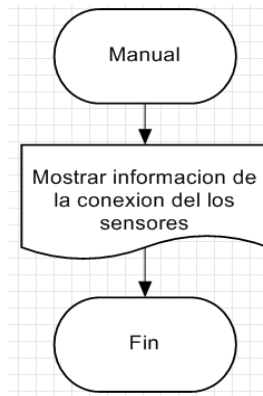 Manual
Mostrar informacion de
la conexion del los
sensores
Fin